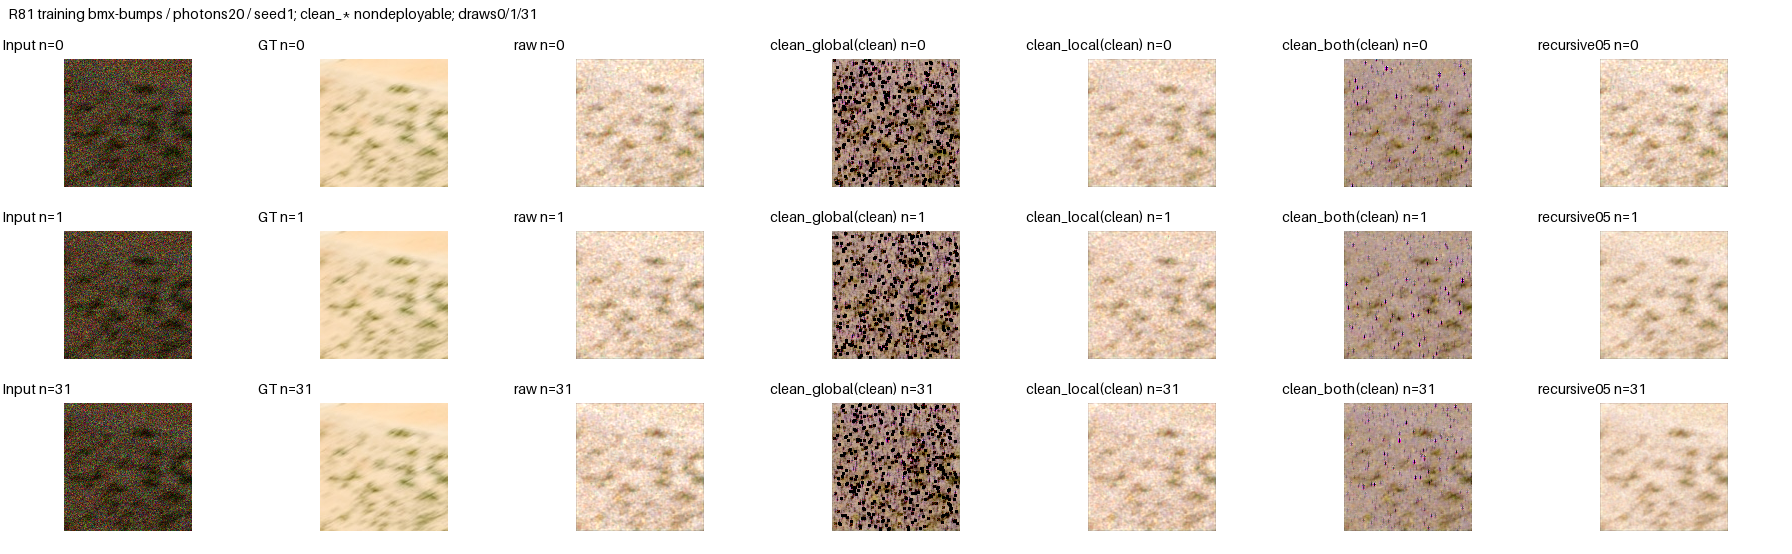 R81 training bmx-bumps / photons20 / seed1; clean_* nondeployable; draws0/1/31
Input n=0 GT n=0 raw n=0 clean_global(clean) n=0 clean_local(clean) n=0 clean_both(clean) n=0 recursive05 n=0
Input n=1 GT n=1 raw n=1 clean_global(clean) n=1 clean_local(clean) n=1 clean_both(clean) n=1 recursive05 n=1
Input n=31 GT n=31 raw n=31 clean_global(clean) n=31 clean_local(clean) n=31 clean_both(clean) n=31 recursive05 n=31